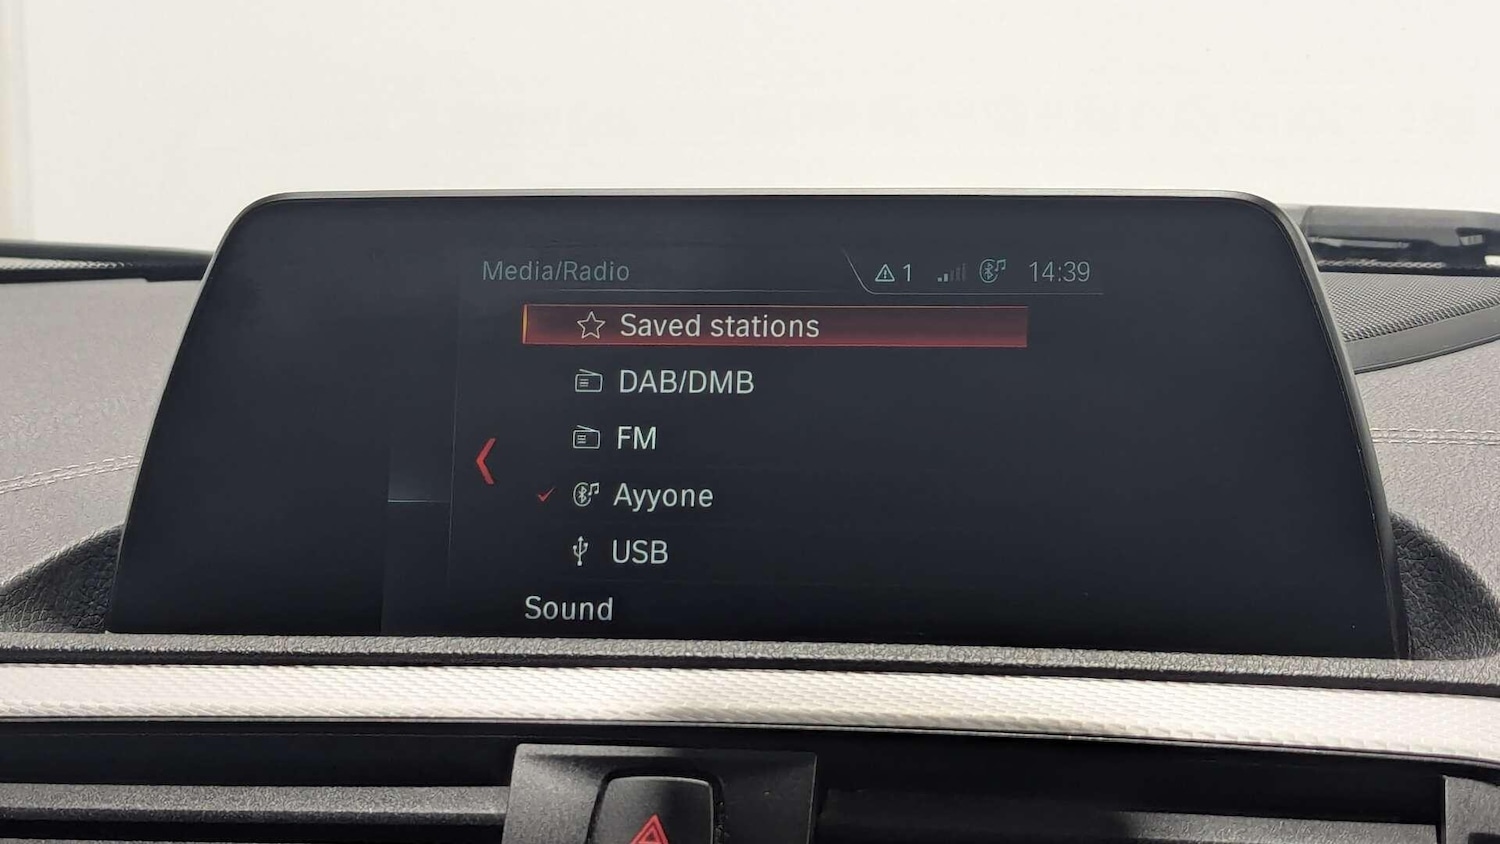 Media/Radio 1 14:39
Saved stations
DAB/DMB
FM
Ayyone
USB
Sound